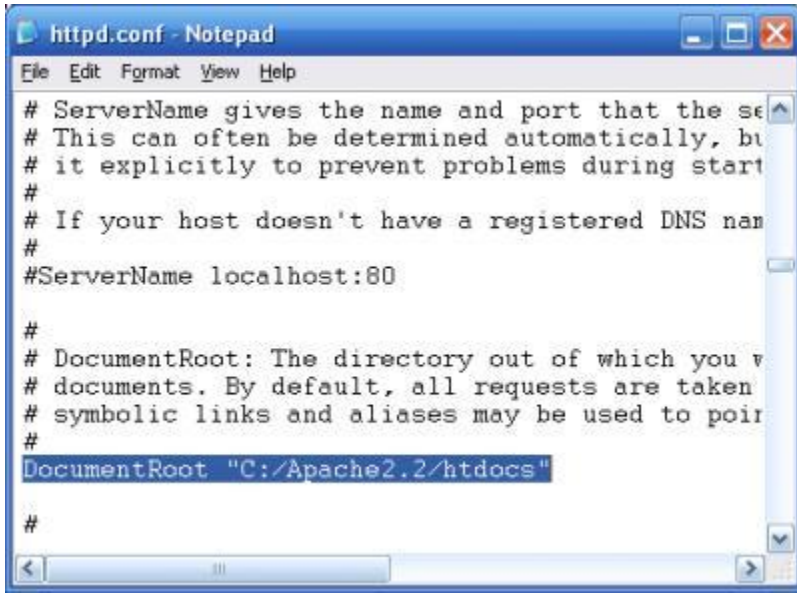 httpd.conf - Notepad
File Edit Format View Help
# ServerName gives the name and port that the se
# This can often be determined automatically, bu
# it explicitly to prevent problems during start
#
# If your host doesn't have a registered DNS nam
#
#ServerName localhost:80
#
# DocumentRoot: The directory out of which you
# documents. By default, all requests are taken
# symbolic links and aliases may be used to
#
DocumentRoot "C:/Apache2.2/htdocs"
#